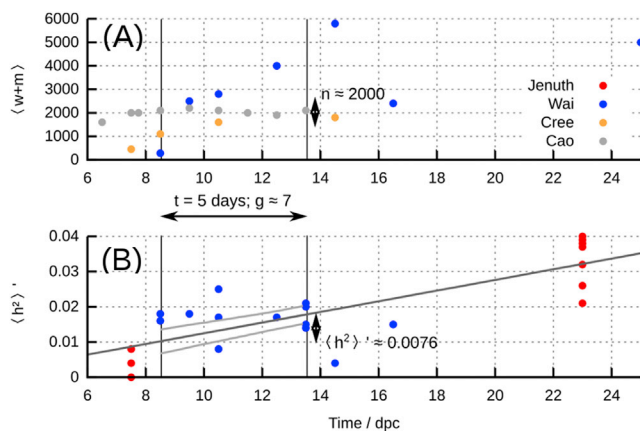 6000
(A)
5000
4000
3000
2000
1000
0
⟨w+m⟩
n ≈ 2000
Jenuth
Wai
Cree
Cao
6 8 10 12 14 16 18 20 22 24
t = 5 days; g ≈ 7
0.04
(B)
0.03
0.02
0.01
0
⟨h²⟩ '
⟨h²⟩ ' ≈ 0.0076
6 8 10 12 14 16 18 20 22 24
Time / dpc